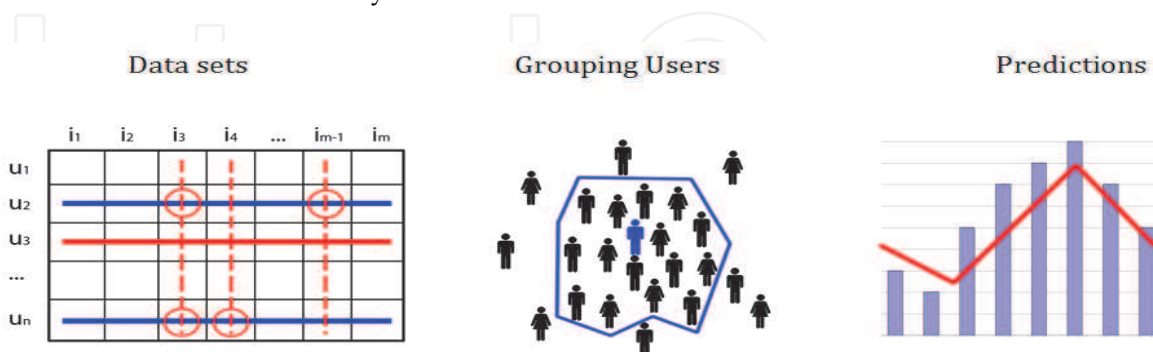 Data sets
Grouping Users
Predictions
i1 i2 i3 i4 ... im-1 im
u1
u2
u3
...
un